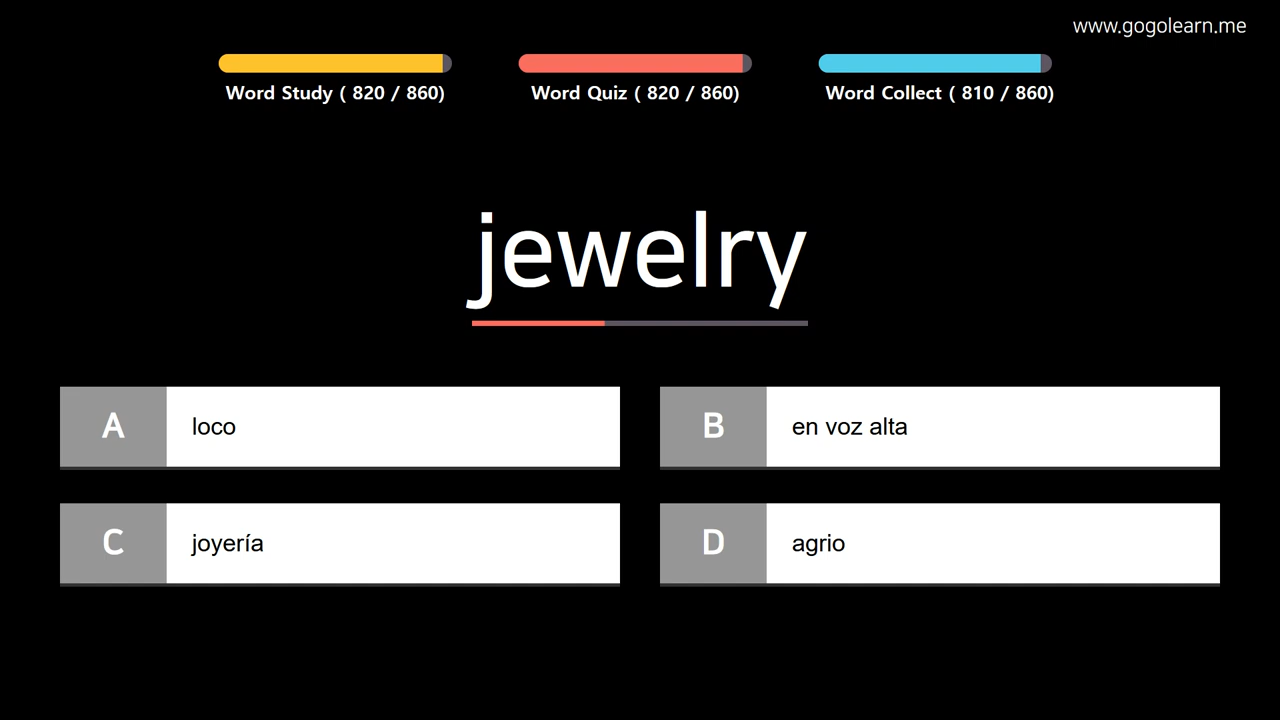 www.gogolearn.me
Word Study ( 820 / 860)
Word Quiz ( 820 / 860)
Word Collect ( 810 / 860)
jewelry
A
loco
B
en voz alta
C
joyería
D
agrio